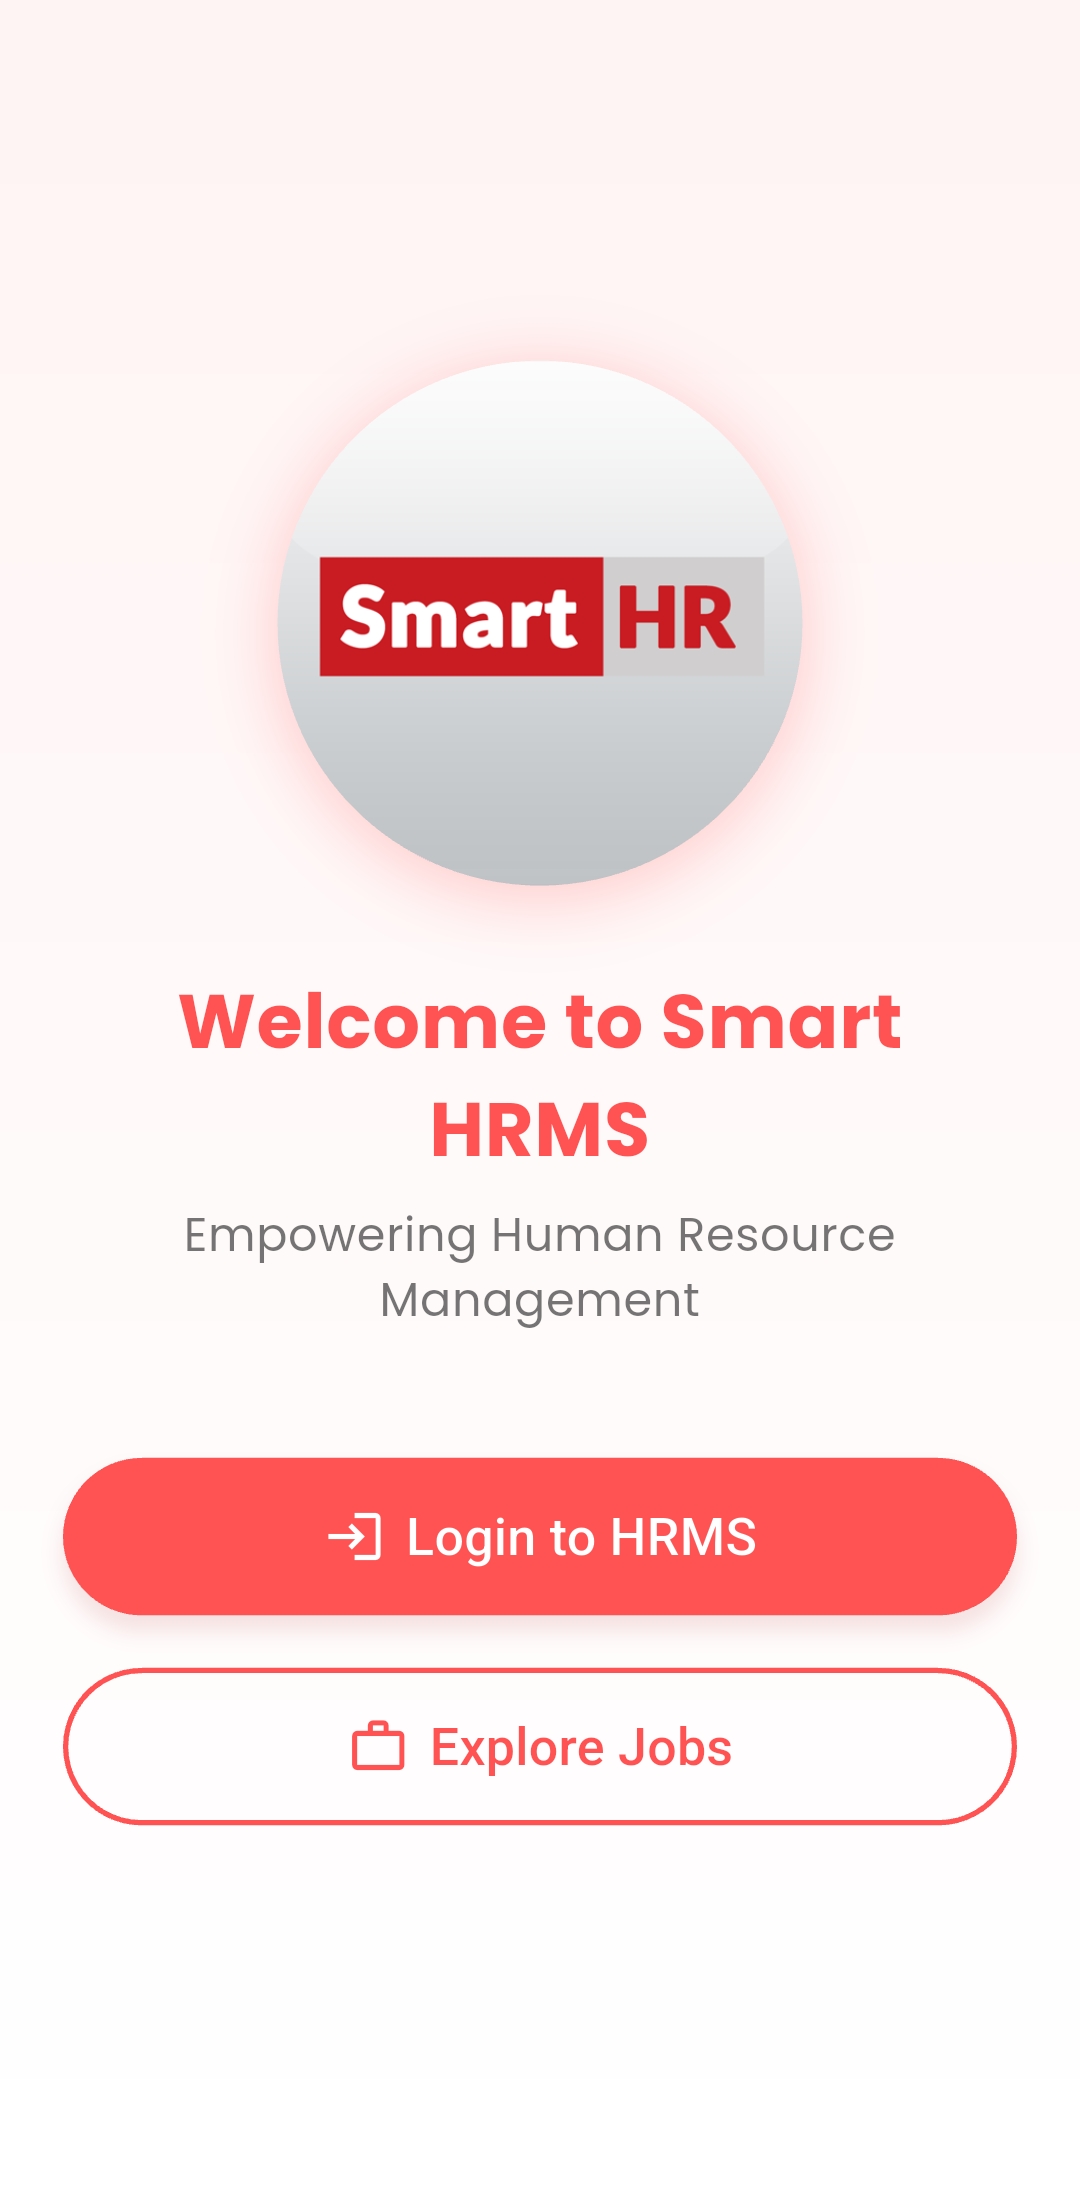 Smart HR
Welcome to Smart
HRMS
Empowering Human Resource
Management
Login to HRMS
Explore Jobs